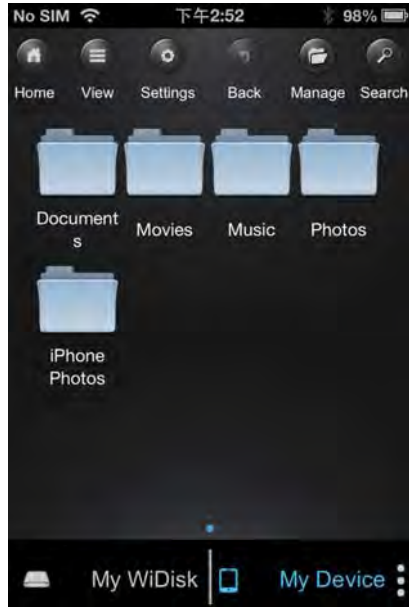 No SIM 下午2:52 98%
Home View Settings Back Manage Search
Document
s
Movies Music Photos
iPhone
Photos
My WiDisk My Device